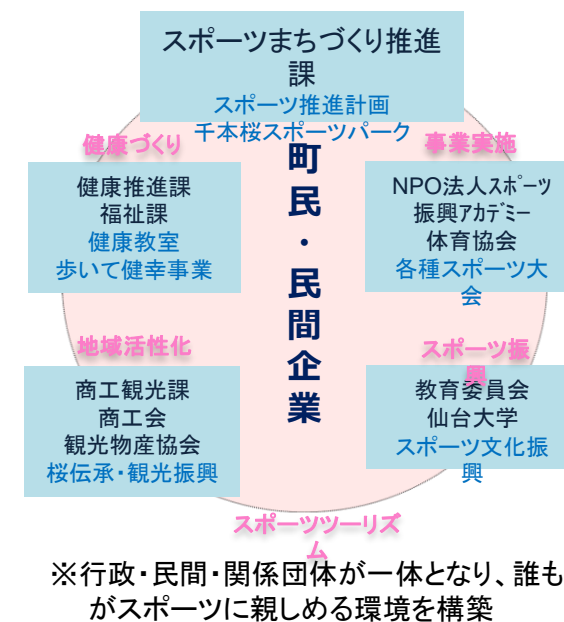 スポーツまちづくり推進
課
スポーツ推進計画
千本桜スポーツパーク
健康づくり
健康推進課
福祉課
健康教室
歩いて健幸事業
町民・民間企業
事業実施
NPO法人ｽﾎﾟｰﾂ
振興ｱｶﾃﾞﾐｰ
体育協会
各種スポーツ大
会
地域活性化
商工観光課
商工会
観光物産協会
桜伝承・観光振興
スポーツ振
興
教育委員会
仙台大学
スポーツ文化振
興
スポーツツーリズ
ム
※行政・民間・関係団体が一体となり、誰も
がスポーツに親しめる環境を構築